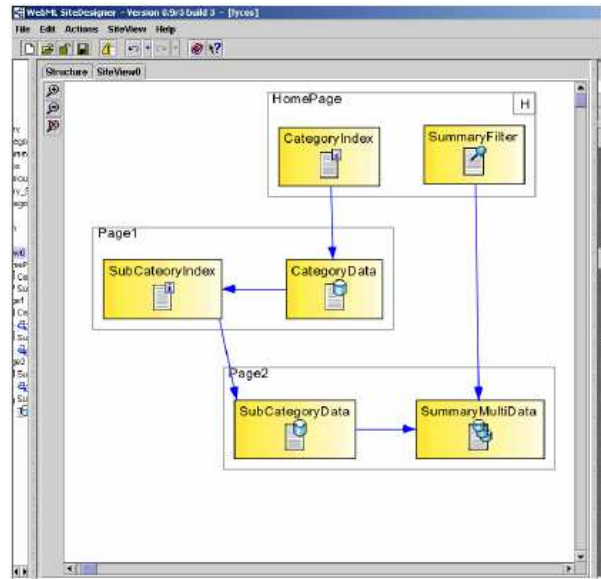 WebML SiteDesigner - Version 0.9r3 build 3 - [lycos]
File Edit Actions SiteView Help
Structure SiteView0
HomePage
H
CategoryIndex
SummaryFilter
Page1
SubCateoryIndex
CategoryData
Page2
SubCategoryData
SummaryMultiData